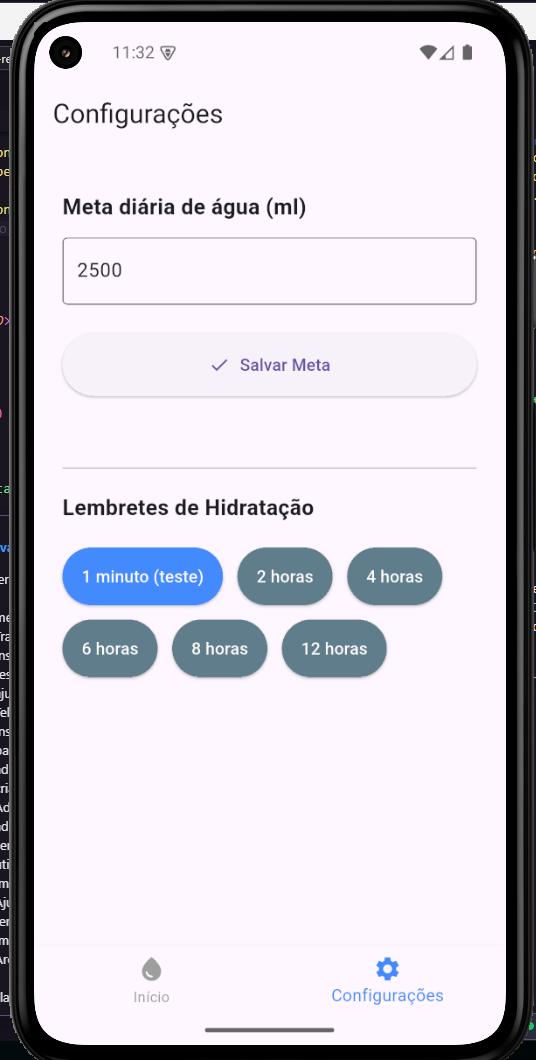 11:32
Configurações
Meta diária de água (ml)
2500
Salvar Meta
Lembretes de Hidratação
1 minuto (teste) 2 horas 4 horas
6 horas 8 horas 12 horas
Início Configurações